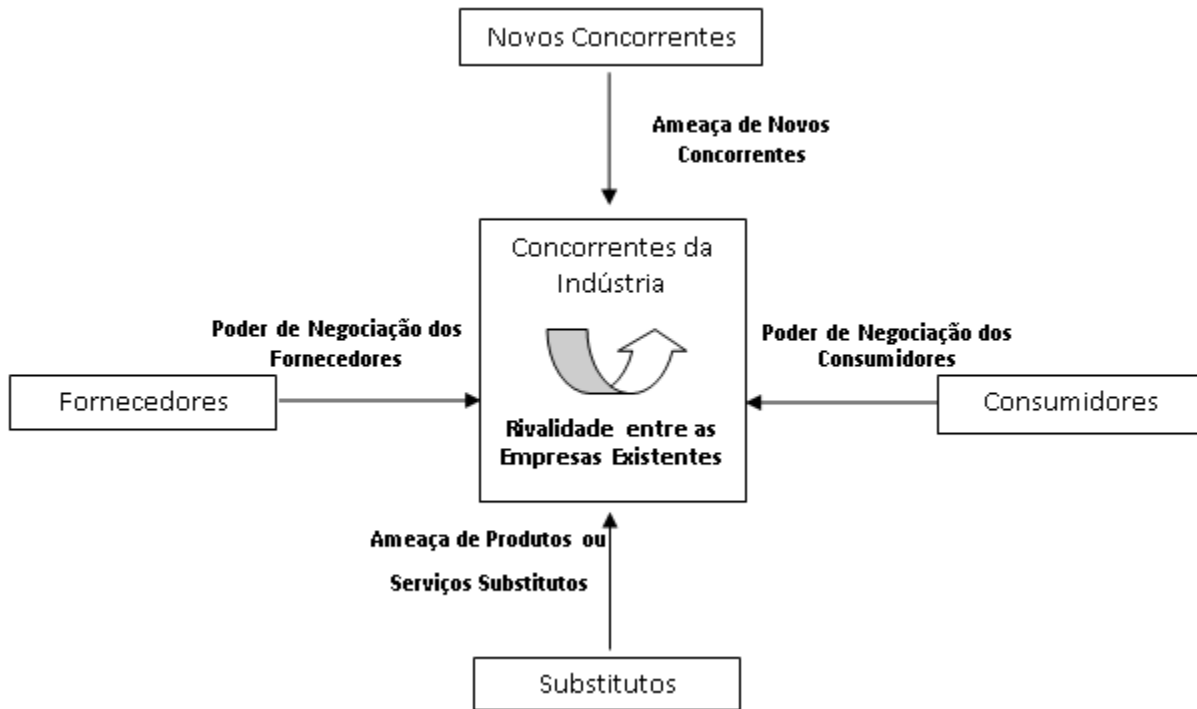 Novos Concorrentes
Ameaça de Novos
Concorrentes
Concorrentes da
Indústria
Poder de Negociação dos
Fornecedores
Poder de Negociação dos
Consumidores
Fornecedores
Consumidores
Rivalidade entre as
Empresas Existentes
Ameaça de Produtos ou
Serviços Substitutos
Substitutos